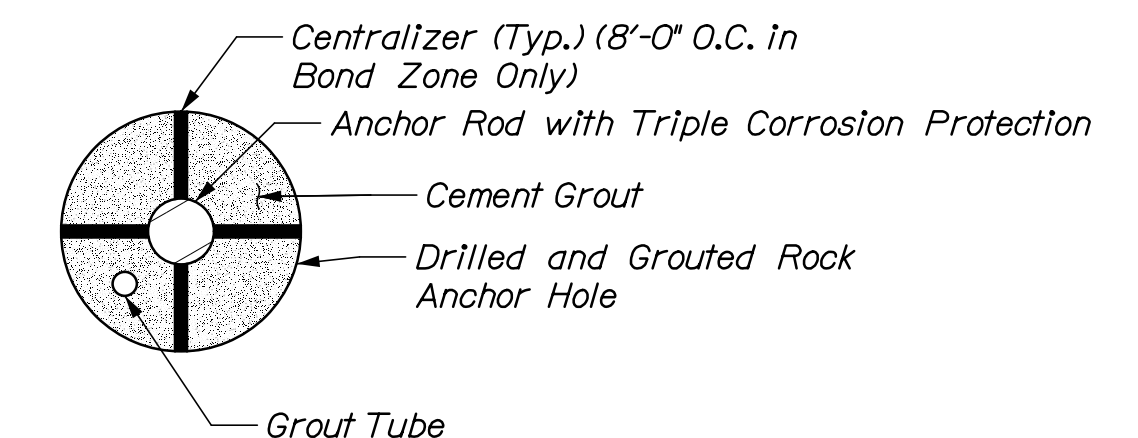 Centralizer (Typ.) (8'-0" O.C. in
Bond Zone Only)
Anchor Rod with Triple Corrosion Protection
Cement Grout
Drilled and Grouted Rock
Anchor Hole
Grout Tube